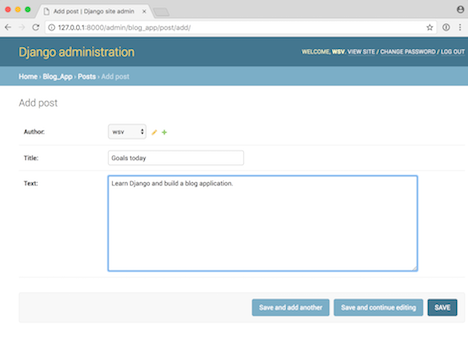 Add post | Django site admin
127.0.0.1:8000/admin/blog_app/post/add/
Django administration
WELCOME, WSV. VIEW SITE / CHANGE PASSWORD / LOG OUT
Home › Blog_App › Posts › Add post
Add post
Author: wsv
Title: Goals today
Text: Learn Django and build a blog application.
Save and add another Save and continue editing SAVE